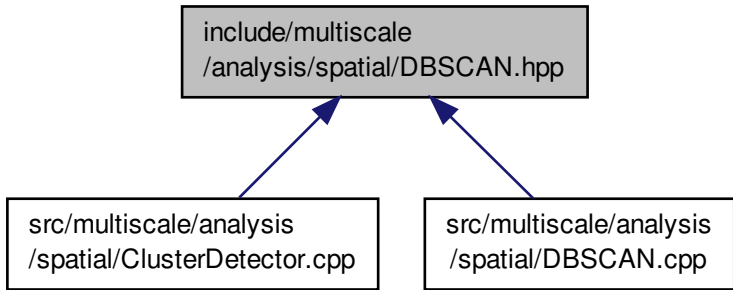 include/multiscale
/analysis/spatial/DBSCAN.hpp
src/multiscale/analysis
/spatial/ClusterDetector.cpp
src/multiscale/analysis
/spatial/DBSCAN.cpp